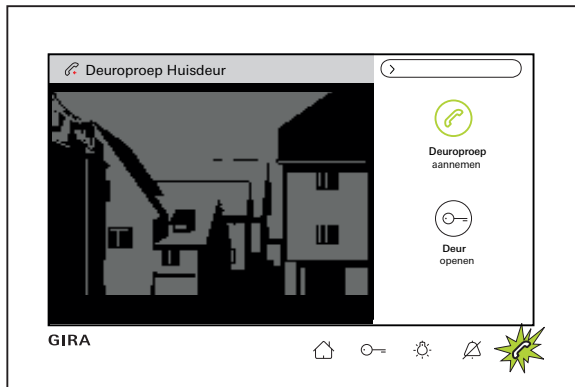 Deuroproep Huisdeur
Deuroproep
aannemen
Deur
openen
GIRA